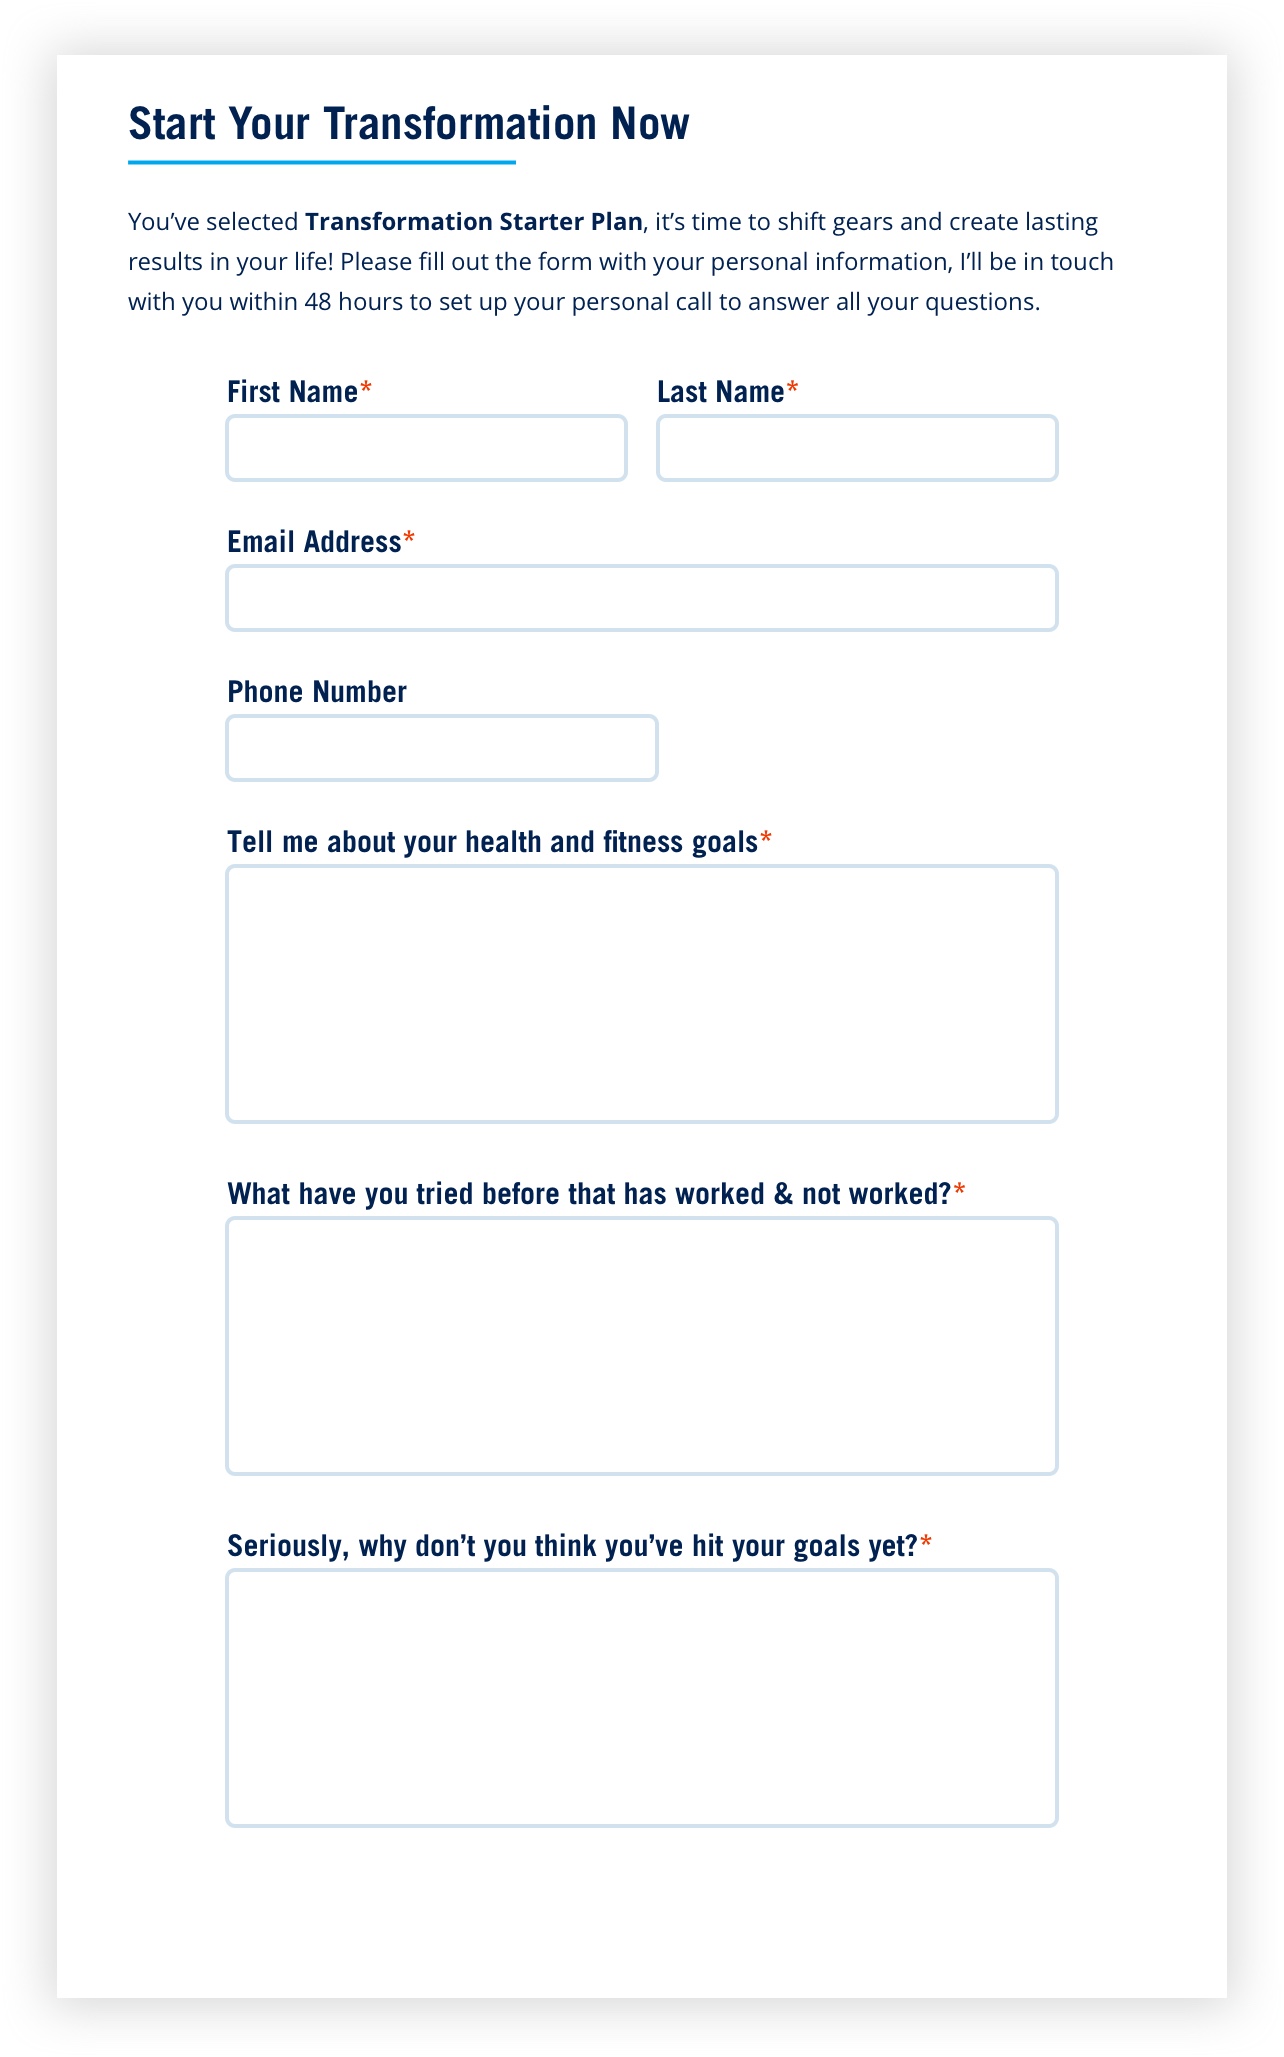 Start Your Transformation Now
You’ve selected Transformation Starter Plan, it’s time to shift gears and create lasting
results in your life! Please fill out the form with your personal information, I’ll be in touch
with you within 48 hours to set up your personal call to answer all your questions.
First Name* Last Name*
Email Address*
Phone Number
Tell me about your health and fitness goals*
What have you tried before that has worked & not worked?*
Seriously, why don’t you think you’ve hit your goals yet?*